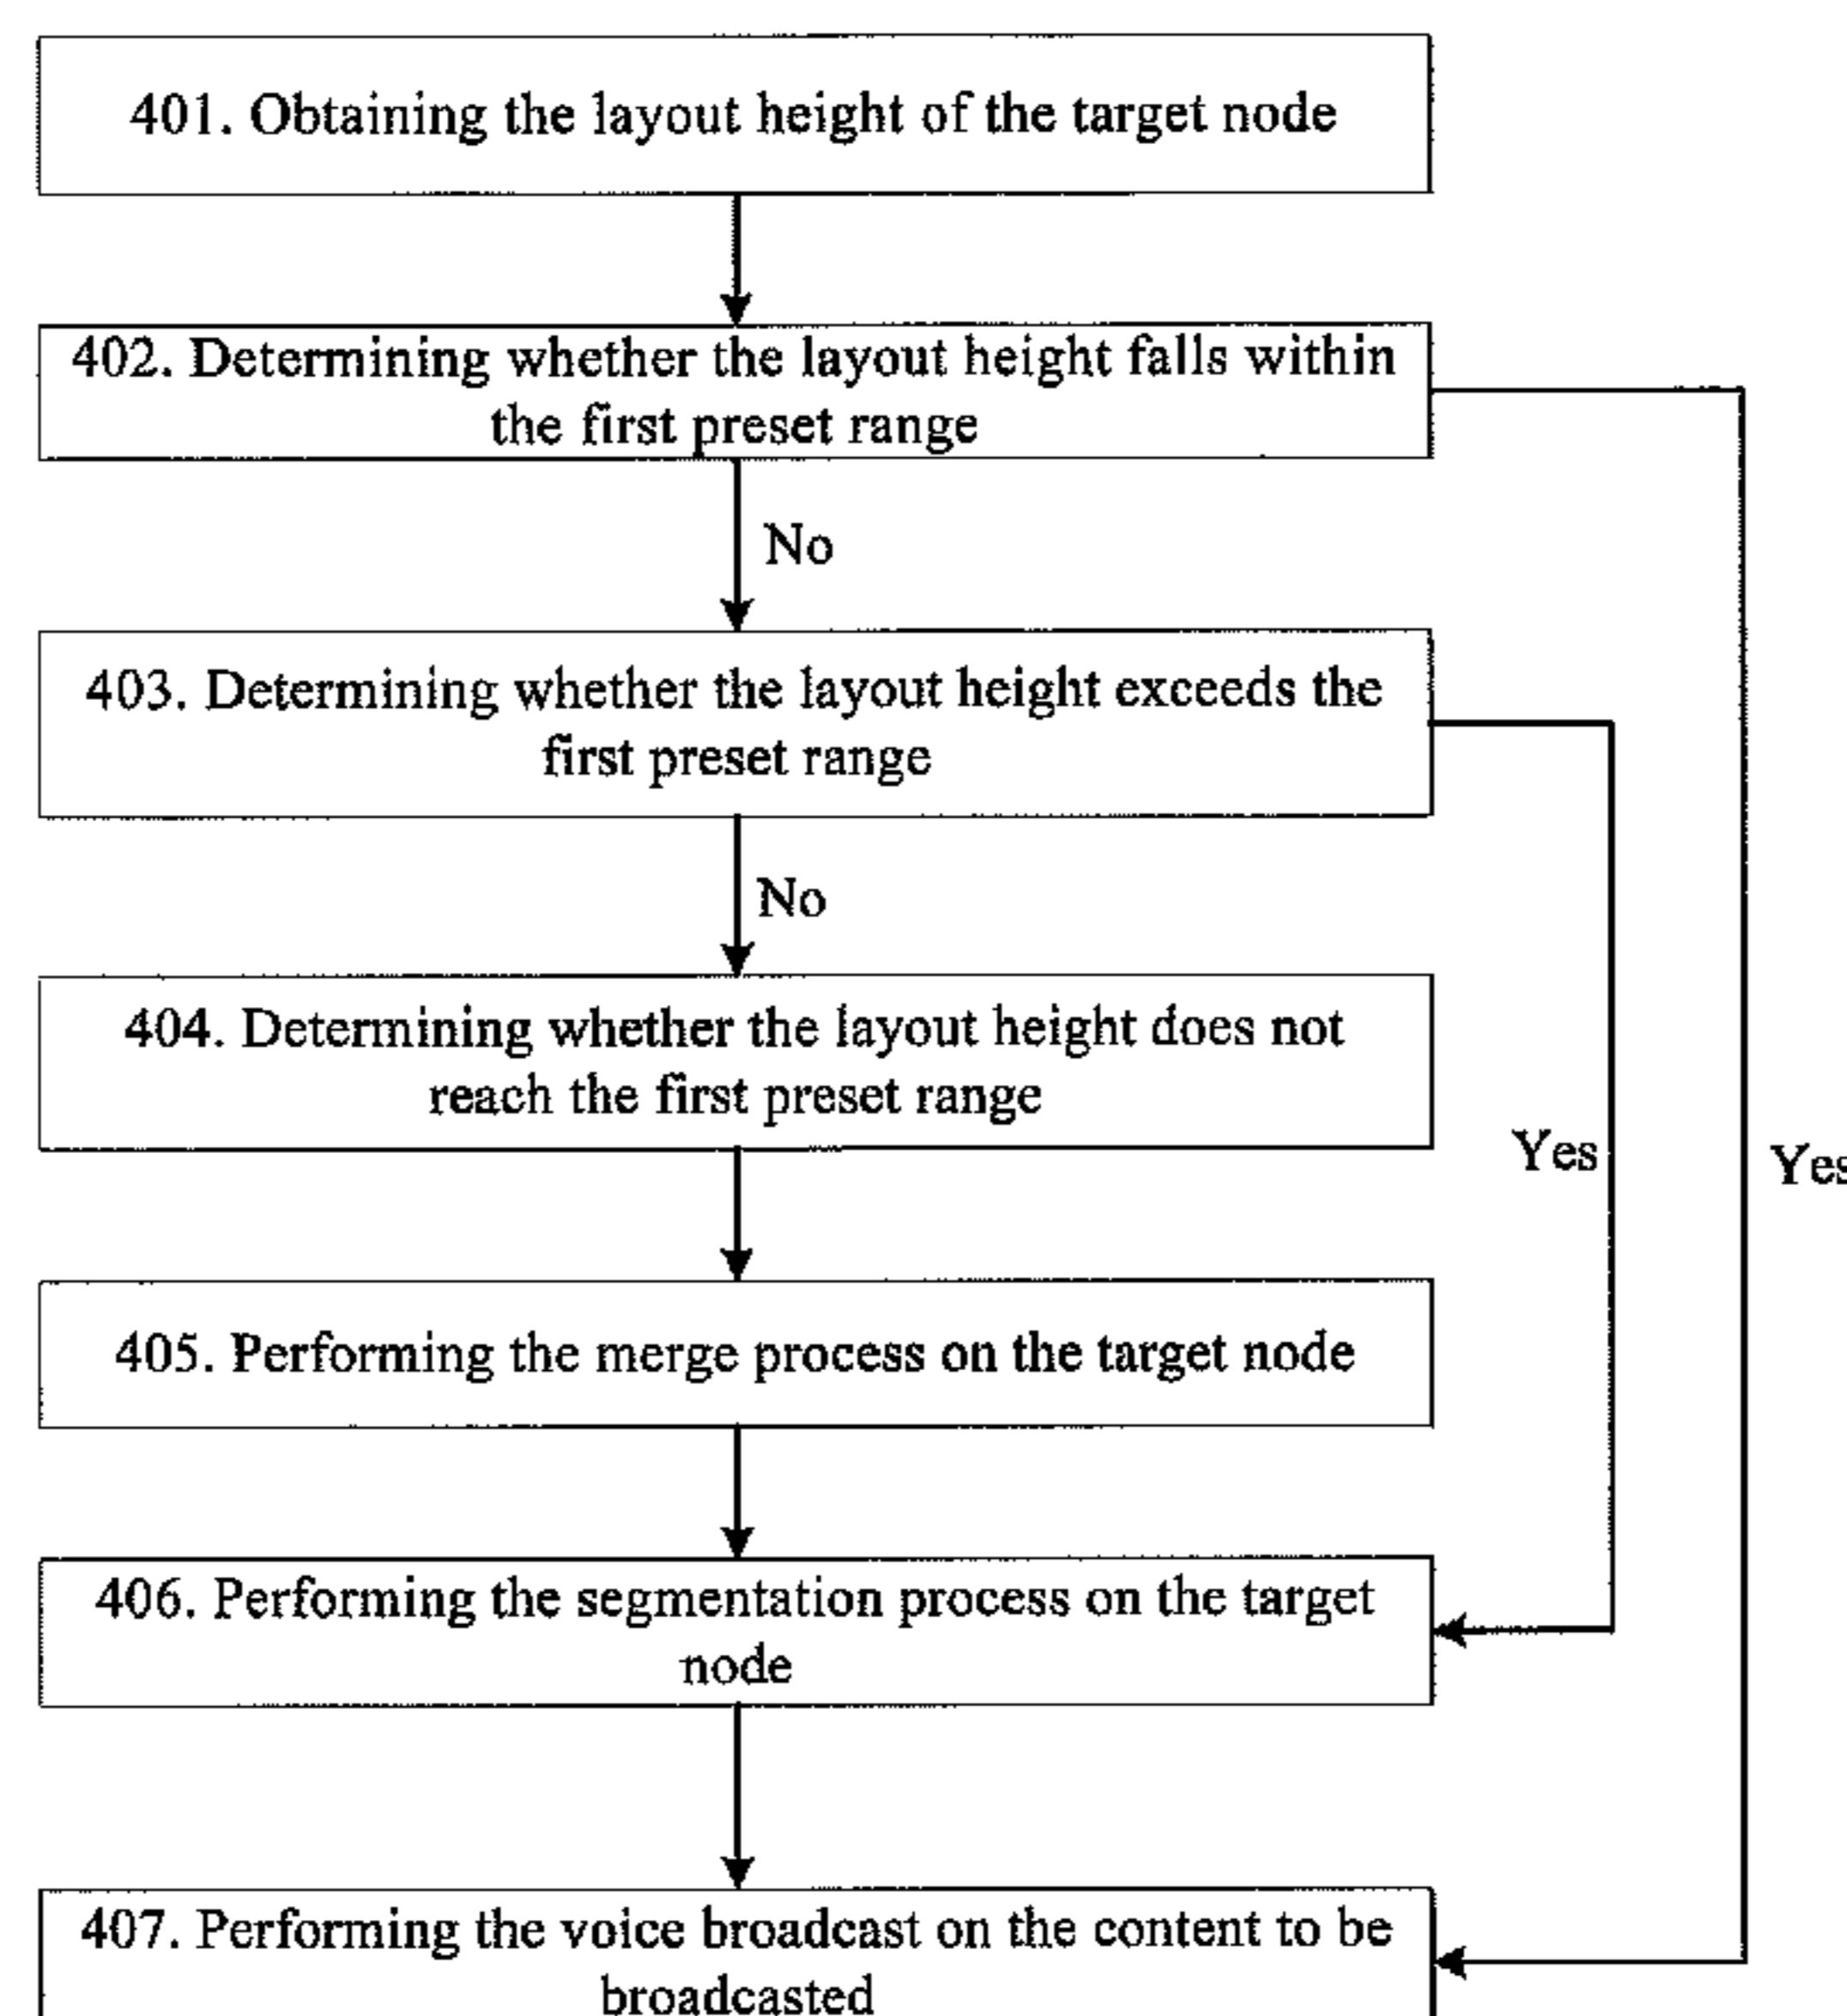 401. Obtaining the layout height of the target node
402. Determining whether the layout height falls within
the first preset range
No
403. Determining whether the layout height exceeds the
first preset range
No
404. Determining whether the layout height does not
reach the first preset range
Yes
Yes
405. Performing the merge process on the target node
406. Performing the segmentation process on the target
node
407. Performing the voice broadcast on the content to be
broadcasted